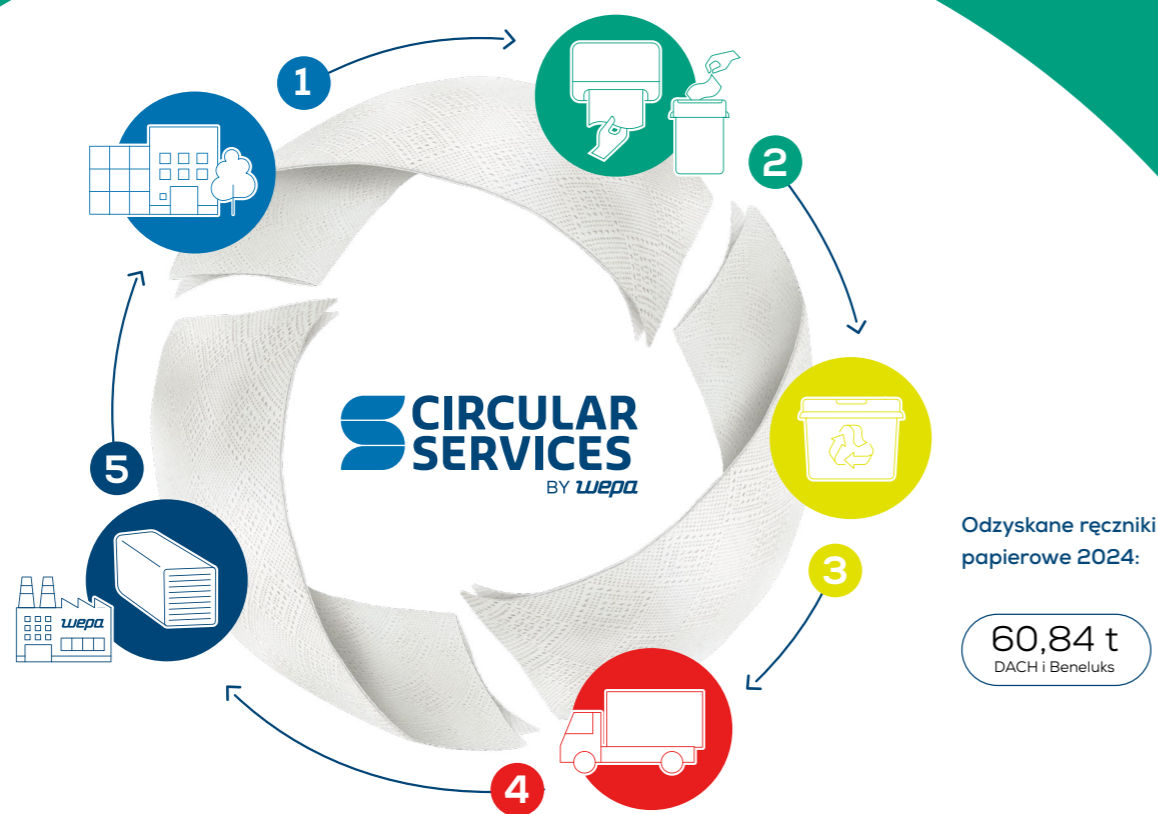 1
2
CIRCULAR
SERVICES
BY wepa
5
wepa
3
4
Odzyskane ręczniki
papierowe 2024:
60,84 t
DACH i Beneluks